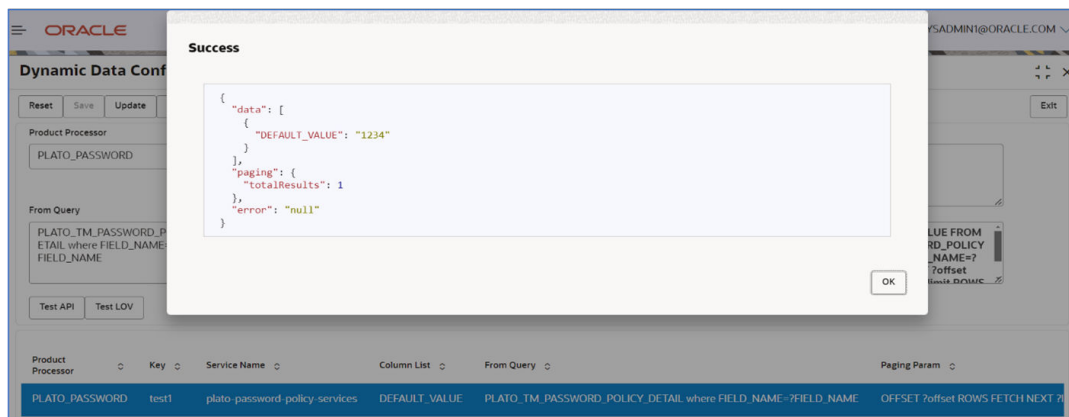 ORACLE
YSADMIN1@ORACLE.COM
Success
Dynamic Data Conf
Reset Save Update Exit
{
"data": [
{
"DEFAULT_VALUE": "1234"
}
],
"paging": {
"totalResults": 1
},
"error": "null"
}
Product Processor
PLATO_PASSWORD
From Query
PLATO_TM_PASSWORD_P
ETAIL where FIELD_NAME=
FIELD_NAME
LUE FROM
RD_POLICY
_NAME=?
?offset
limit ROWS
OK
Test API Test LOV
Product Processor Key Service Name Column List From Query Paging Param
PLATO_PASSWORD test1 plato-password-policy-services DEFAULT_VALUE PLATO_TM_PASSWORD_POLICY_DETAIL where FIELD_NAME=?FIELD_NAME OFFSET ?offset ROWS FETCH NEXT ?l